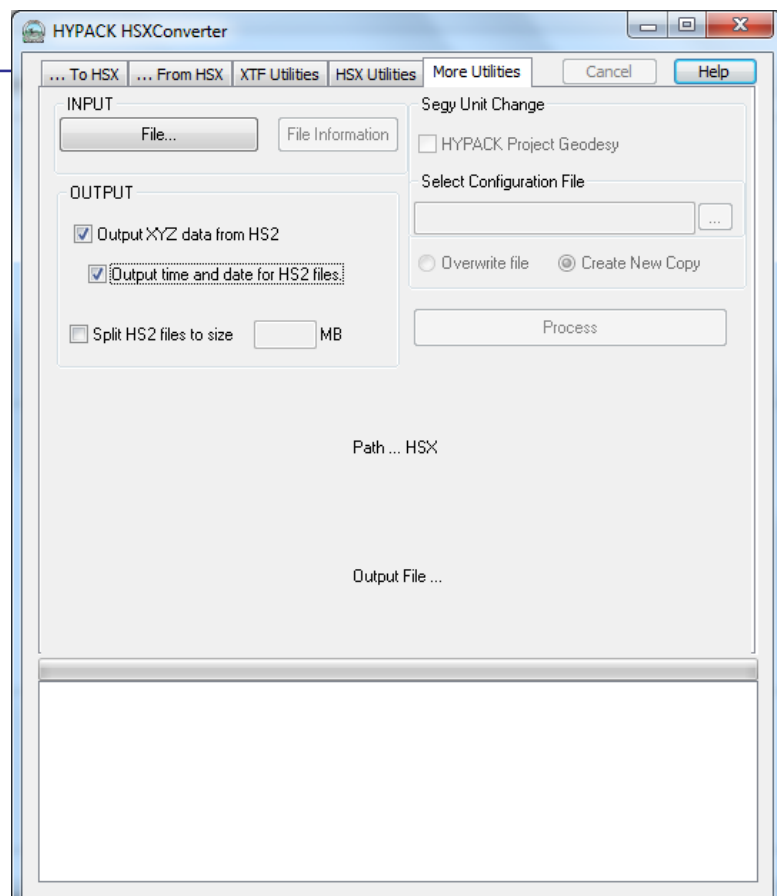 HYPACK HSXConverter
... To HSX
... From HSX
XTF Utilities
HSX Utilities
More Utilities
Cancel
Help
INPUT
File...
File Information
OUTPUT
Output XYZ data from HS2
Output time and date for HS2 files.
Split HS2 files to size
MB
Segy Unit Change
HYPACK Project Geodesy
Select Configuration File
...
Overwrite file
Create New Copy
Process
Path ... HSX
Output File ...